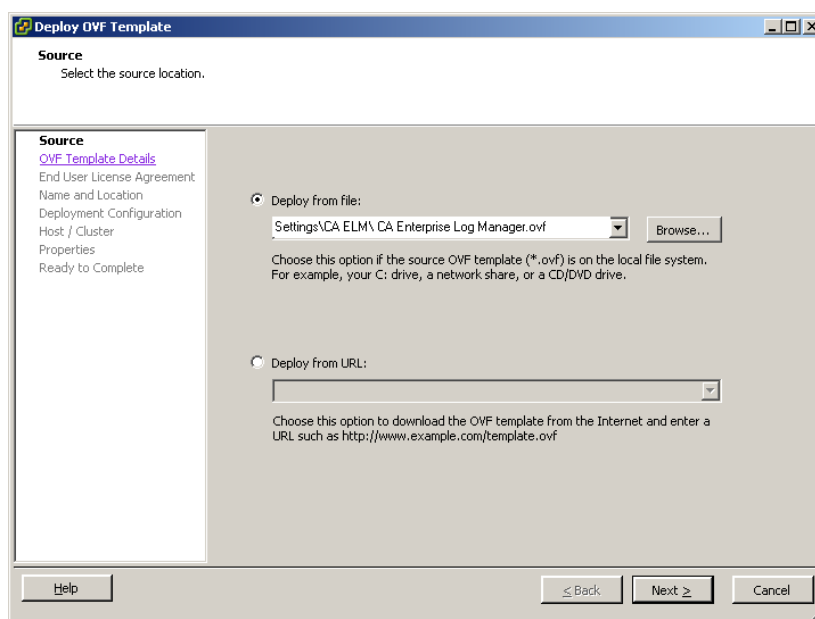 Deploy OVF Template
Source
Select the source location.
Source
OVF Template Details
End User License Agreement
Name and Location
Deployment Configuration
Host / Cluster
Properties
Ready to Complete
Deploy from file:
Settings\CA ELM\ CA Enterprise Log Manager.ovf
Browse...
Choose this option if the source OVF template (*.ovf) is on the local file system.
For example, your C: drive, a network share, or a CD/DVD drive.
Deploy from URL:
Choose this option to download the OVF template from the Internet and enter a
URL such as http://www.example.com/template.ovf
Help
≤ Back
Next ≥
Cancel